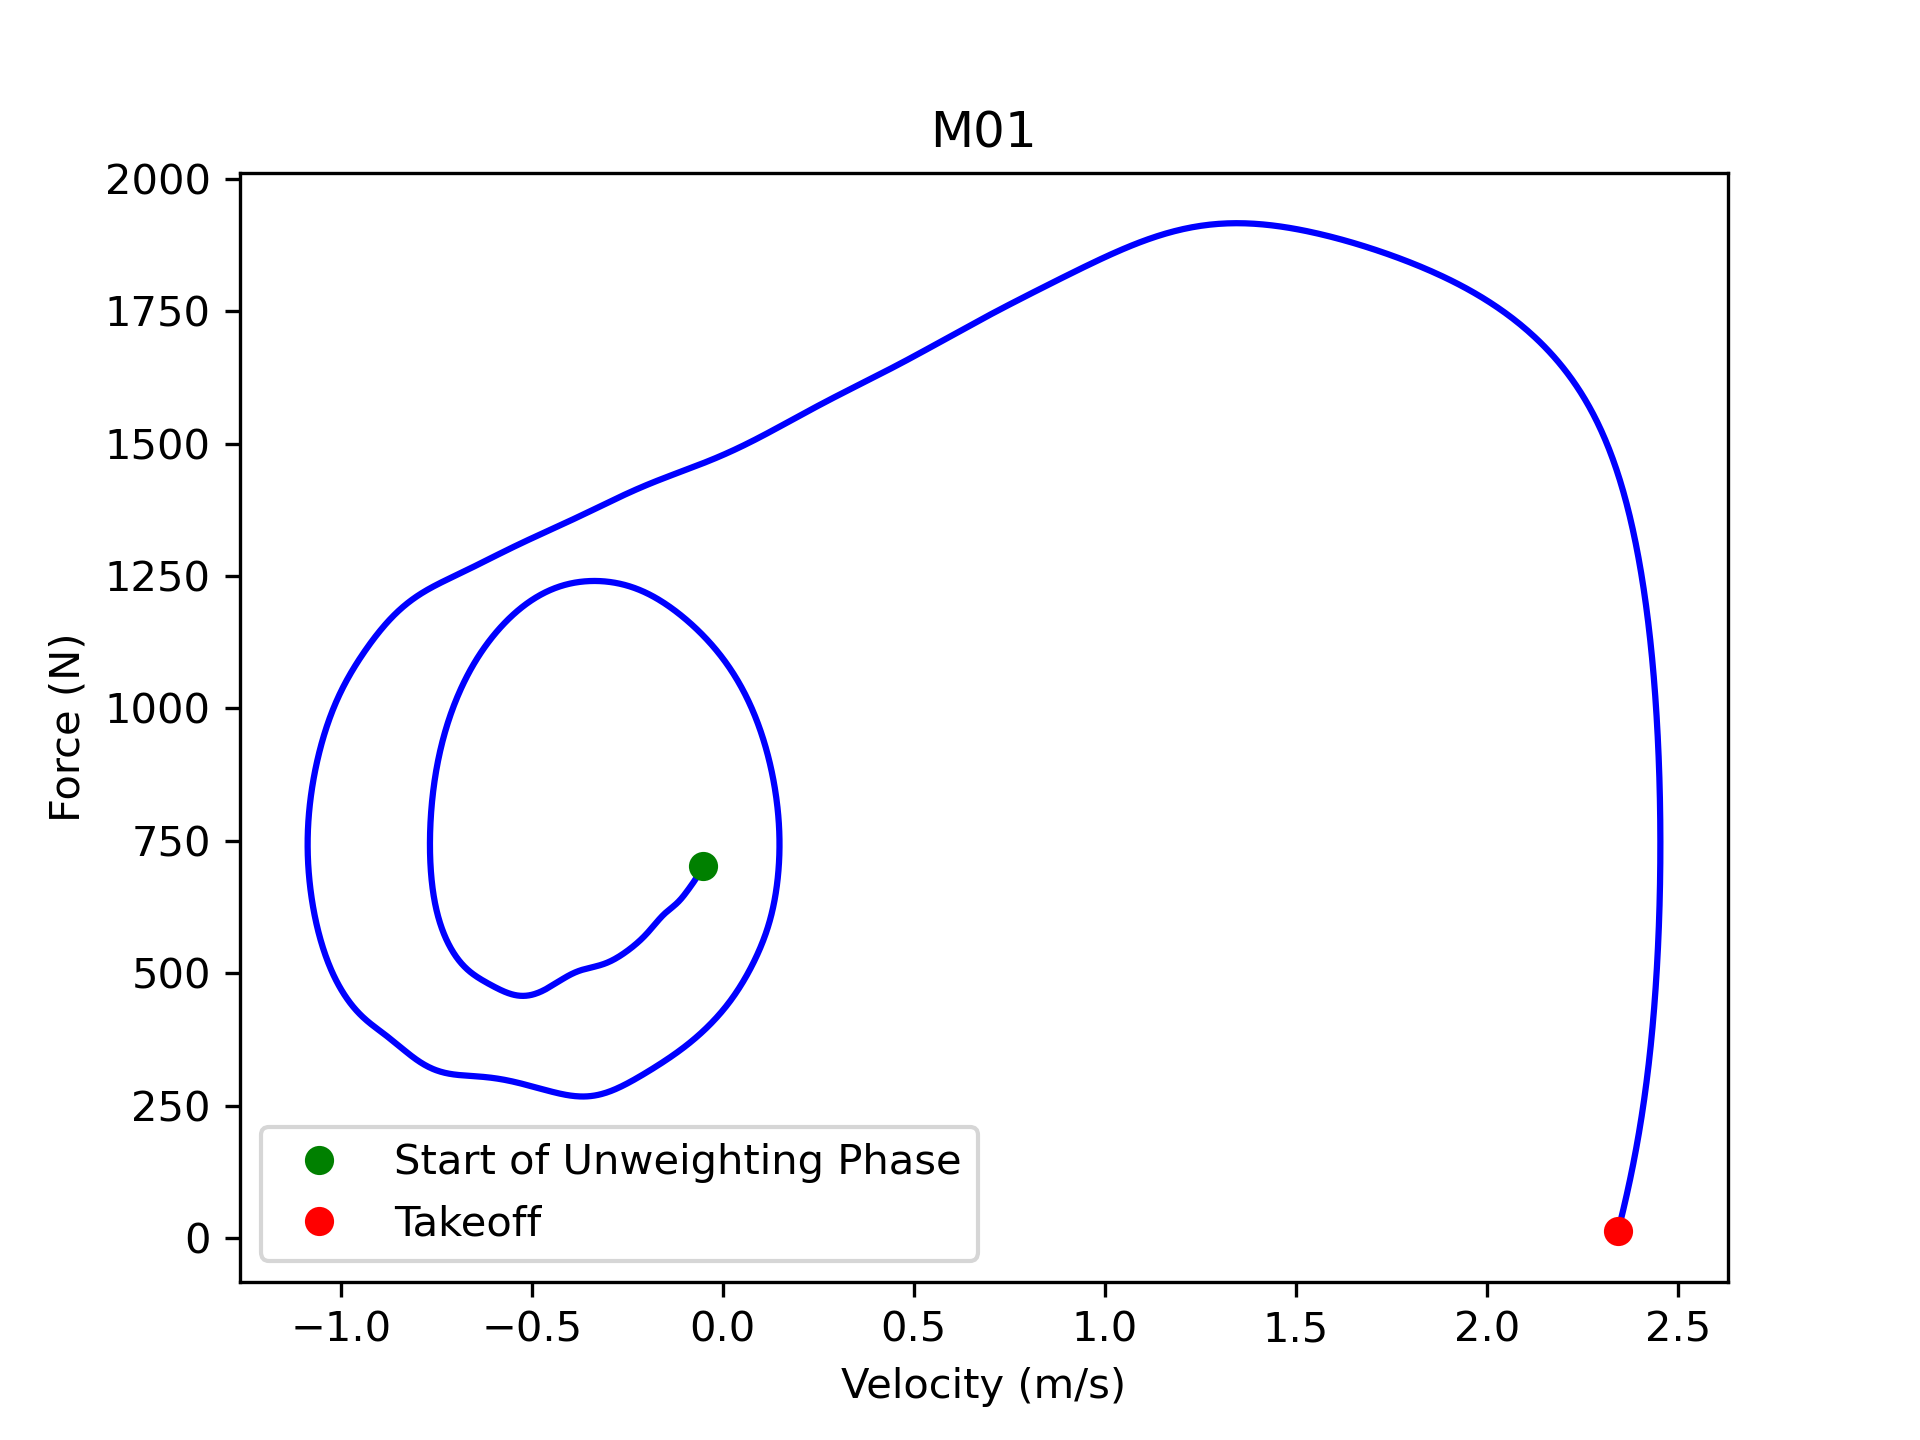 M01
2000
1750
1500
1250
1000
750
500
250
0
Force (N)
Start of Unweighting Phase
Takeoff
−1.0 −0.5 0.0 0.5 1.0 1.5 2.0 2.5
Velocity (m/s)